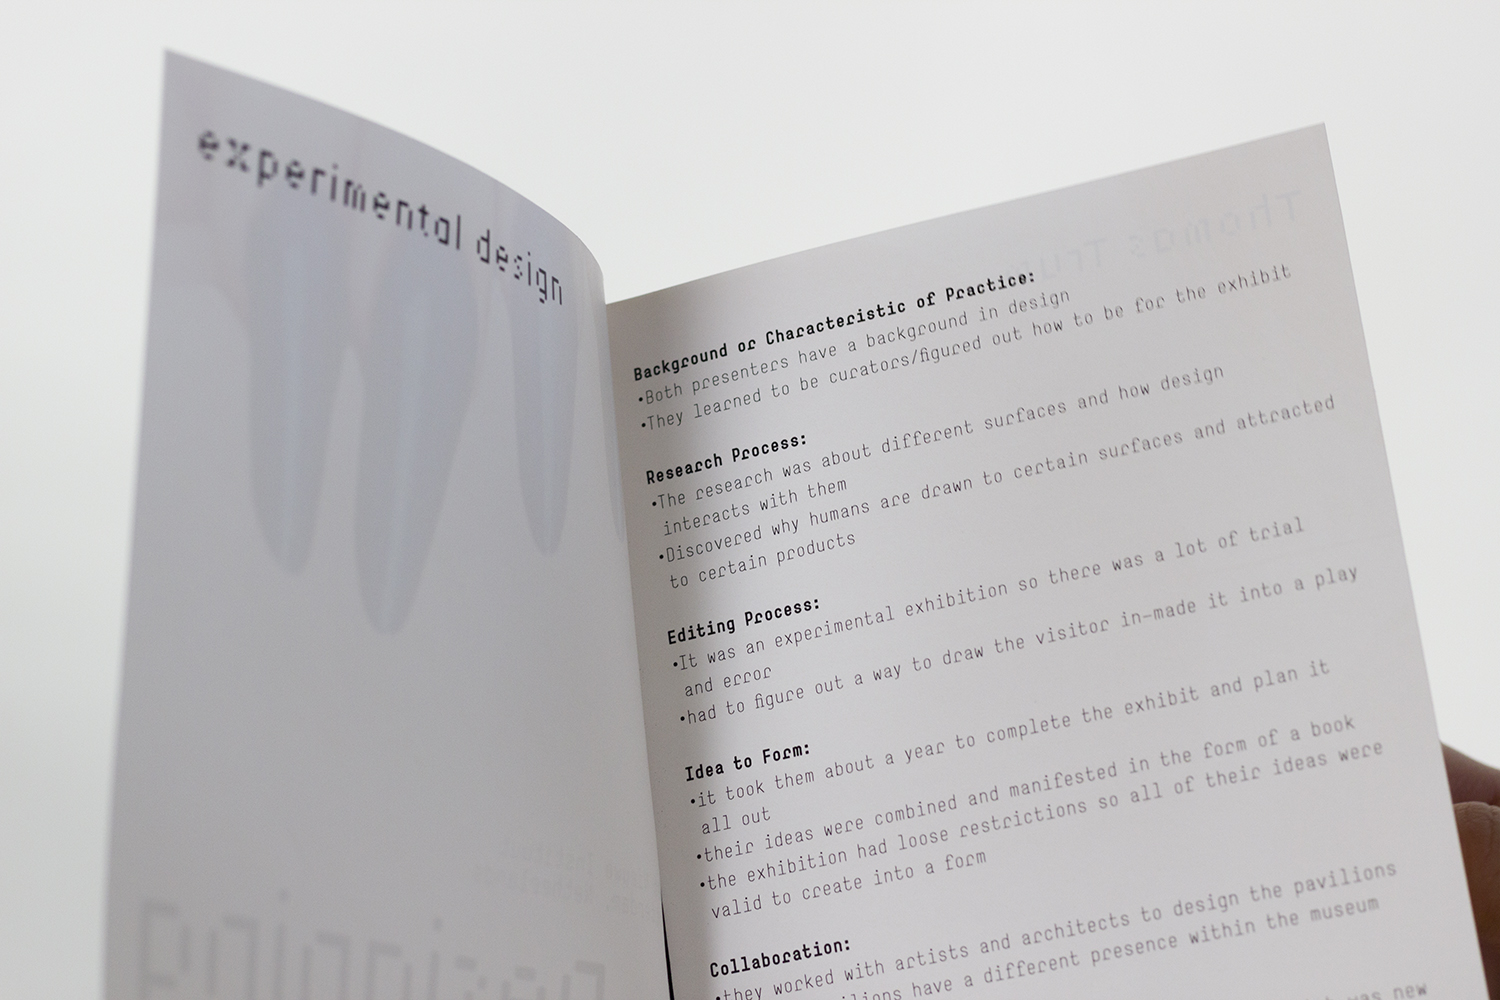 experimental design
Background or Characteristic of Practice:
•Both presenters have a background in design
•They learned to be curators/figured out how to be for the exhibit
Research Process:
•The research was about different surfaces and how design
interacts with them
•Discovered why humans are drawn to certain surfaces and attracted
to certain products
Editing Process:
•It was an experimental exhibition so there was a lot of trial
and error
•had to figure out a way to draw the visitor in-made it into a play
Idea to Form:
•it took them about a year to complete the exhibit and plan it
all out
•their ideas were combined and manifested in the form of a book
•the exhibition had loose restrictions so all of their ideas were
valid to create into a form
Collaboration:
•they worked with artists and architects to design the pavilions
have a different presence within the museum
was new
Thomas
Designing